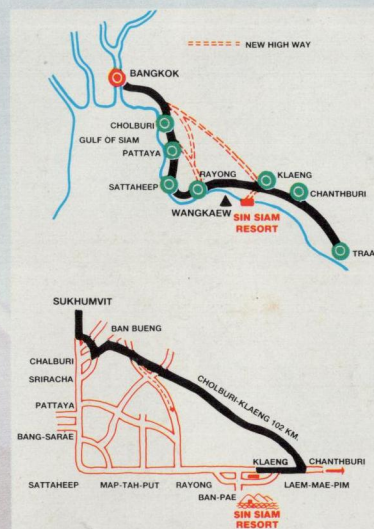 NEW HIGH WAY
BANGKOK
CHOLBURI
GULF OF SIAM
PATTAYA
SATTAHEEP
RAYONG
KLAENG
CHANTHBURI
WANGKAEW
SIN SIAM
RESORT
TRAA
SUKHUMVIT
BAN BUENG
CHALBURI
SRIRACHA
CHOLBURI-KLAENG 102 KM.
PATTAYA
BANG-SARAE
KLAENG
CHANTHBURI
SATTAHEEP
MAP-TAH-PUT
RAYONG
LAEM-MAE-PIM
BAN-PAE
SIN SIAM
RESORT